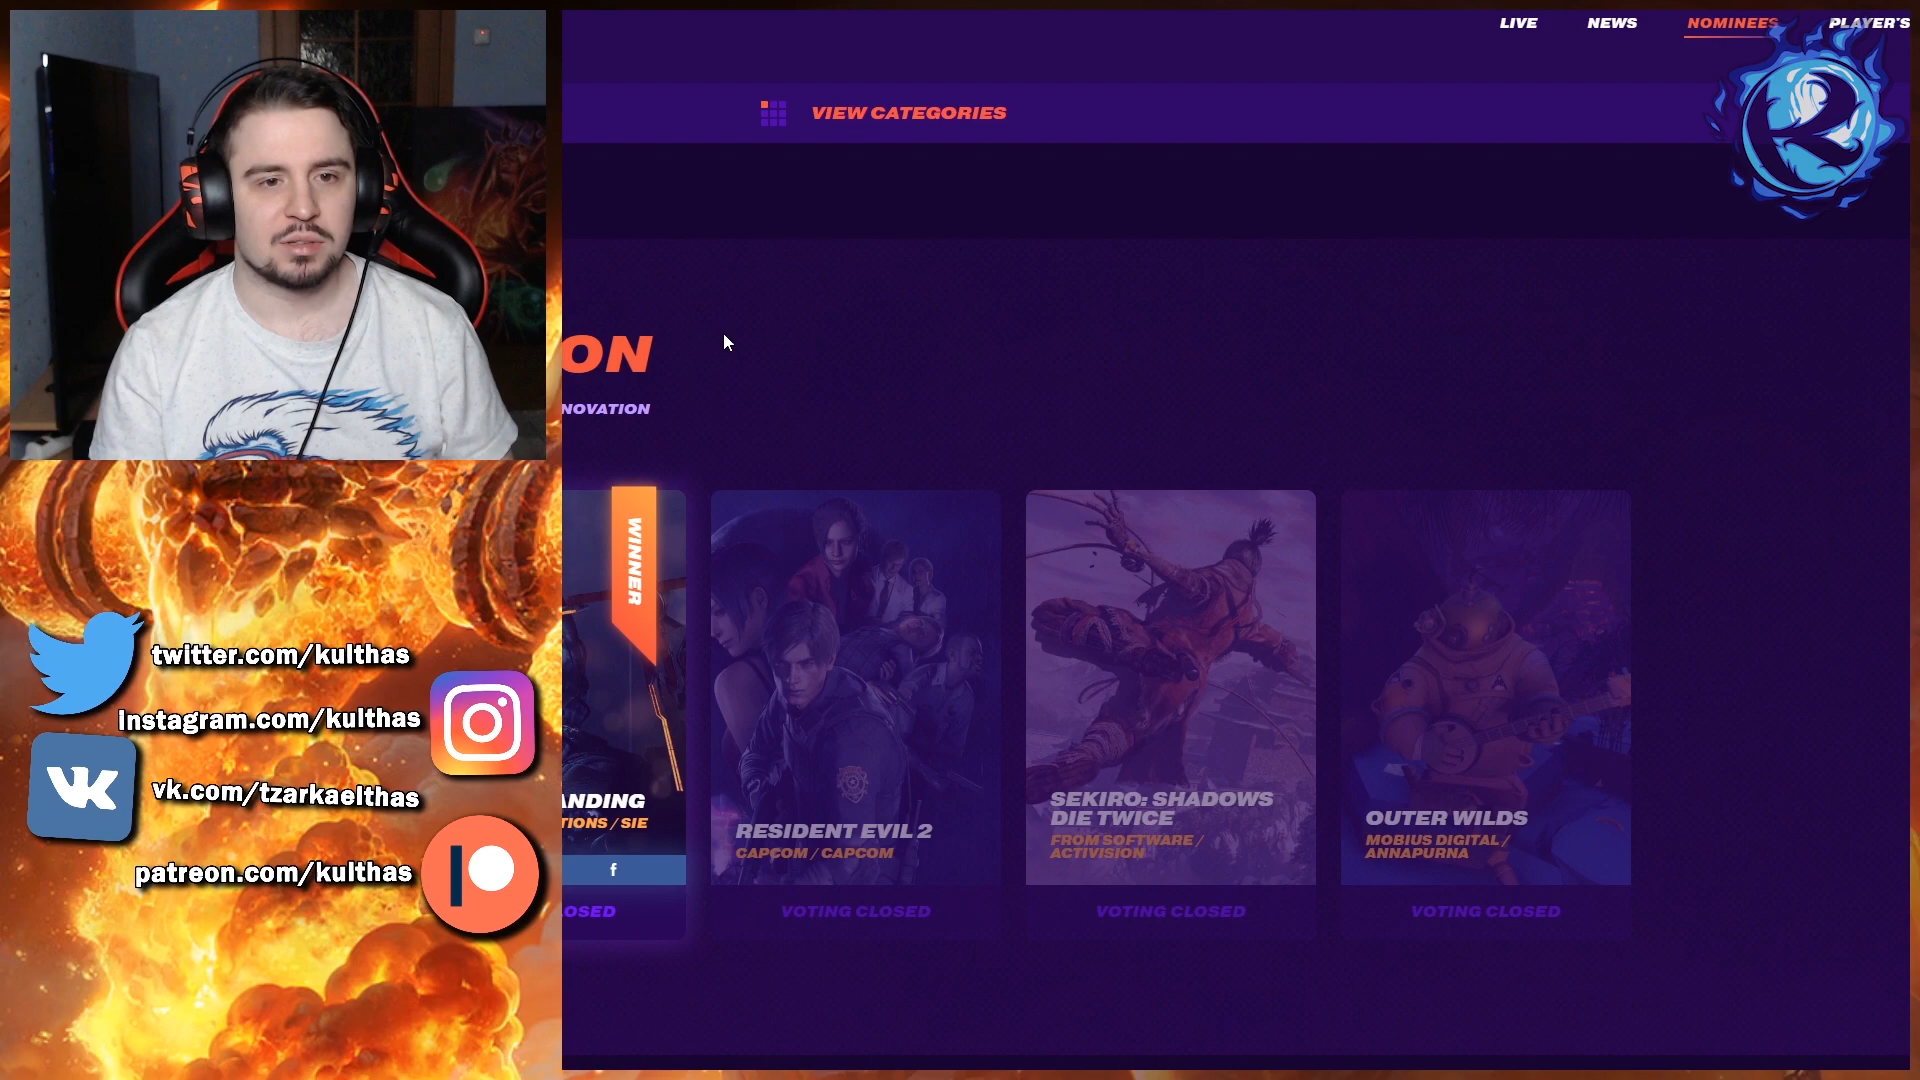 LIVE NEWS NOMINEES PLAYER'S
VIEW CATEGORIES
ON
NOVATION
WINNER
ANDING
TIONS / SIE
f
LOSED
RESIDENT EVIL 2
CAPCOM / CAPCOM
VOTING CLOSED
SEKIRO: SHADOWS
DIE TWICE
FROM SOFTWARE /
ACTIVISION
VOTING CLOSED
OUTER WILDS
MOBIUS DIGITAL /
ANNAPURNA
VOTING CLOSED
twitter.com/kulthas
instagram.com/kulthas
vk.com/tzarkaelthas
patreon.com/kulthas